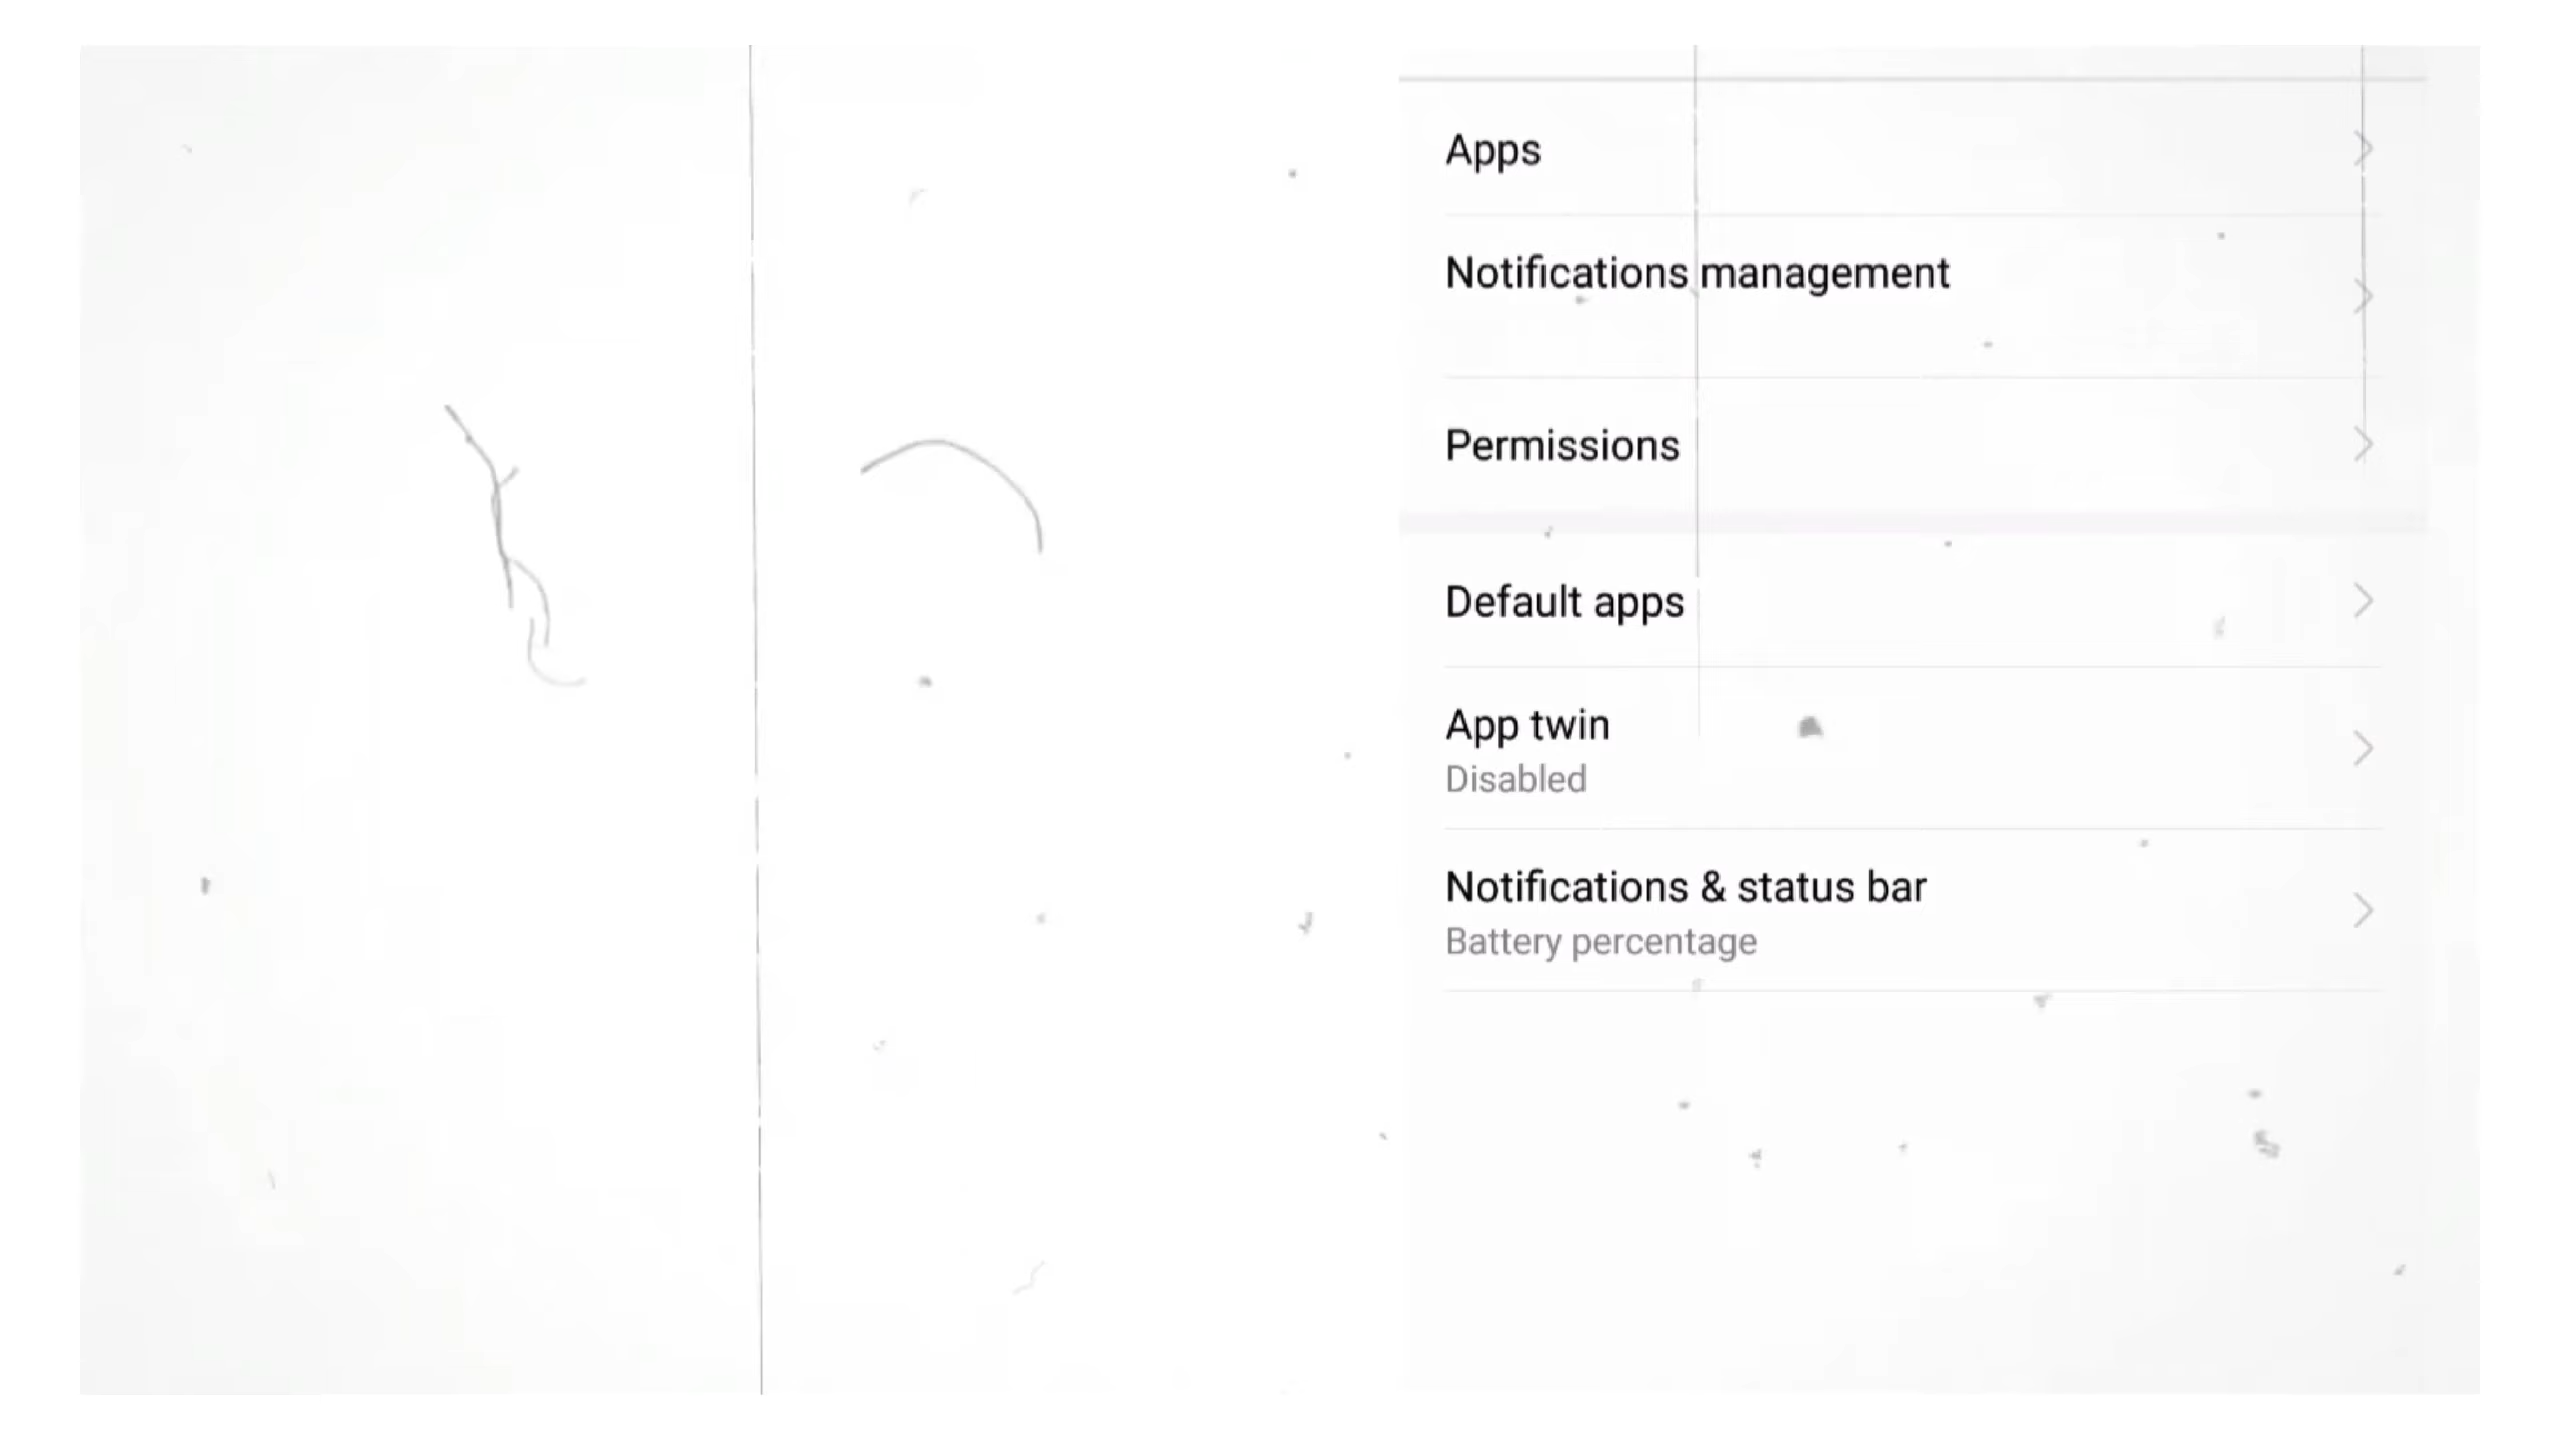 Apps
Notifications management
Permissions
Default apps
App twin
Disabled
Notifications & status bar
Battery percentage